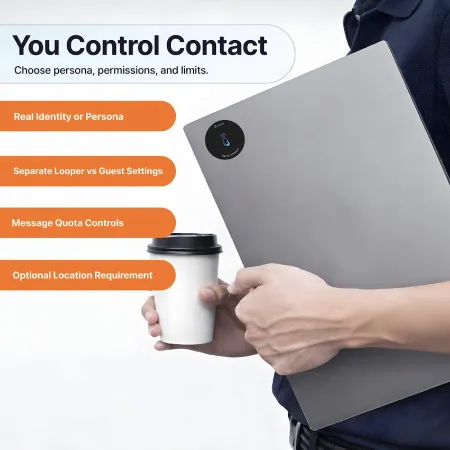 You Control Contact
Choose persona, permissions, and limits.
Real Identity or Persona
Separate Looper vs Guest Settings
Message Quota Controls
Optional Location Requirement